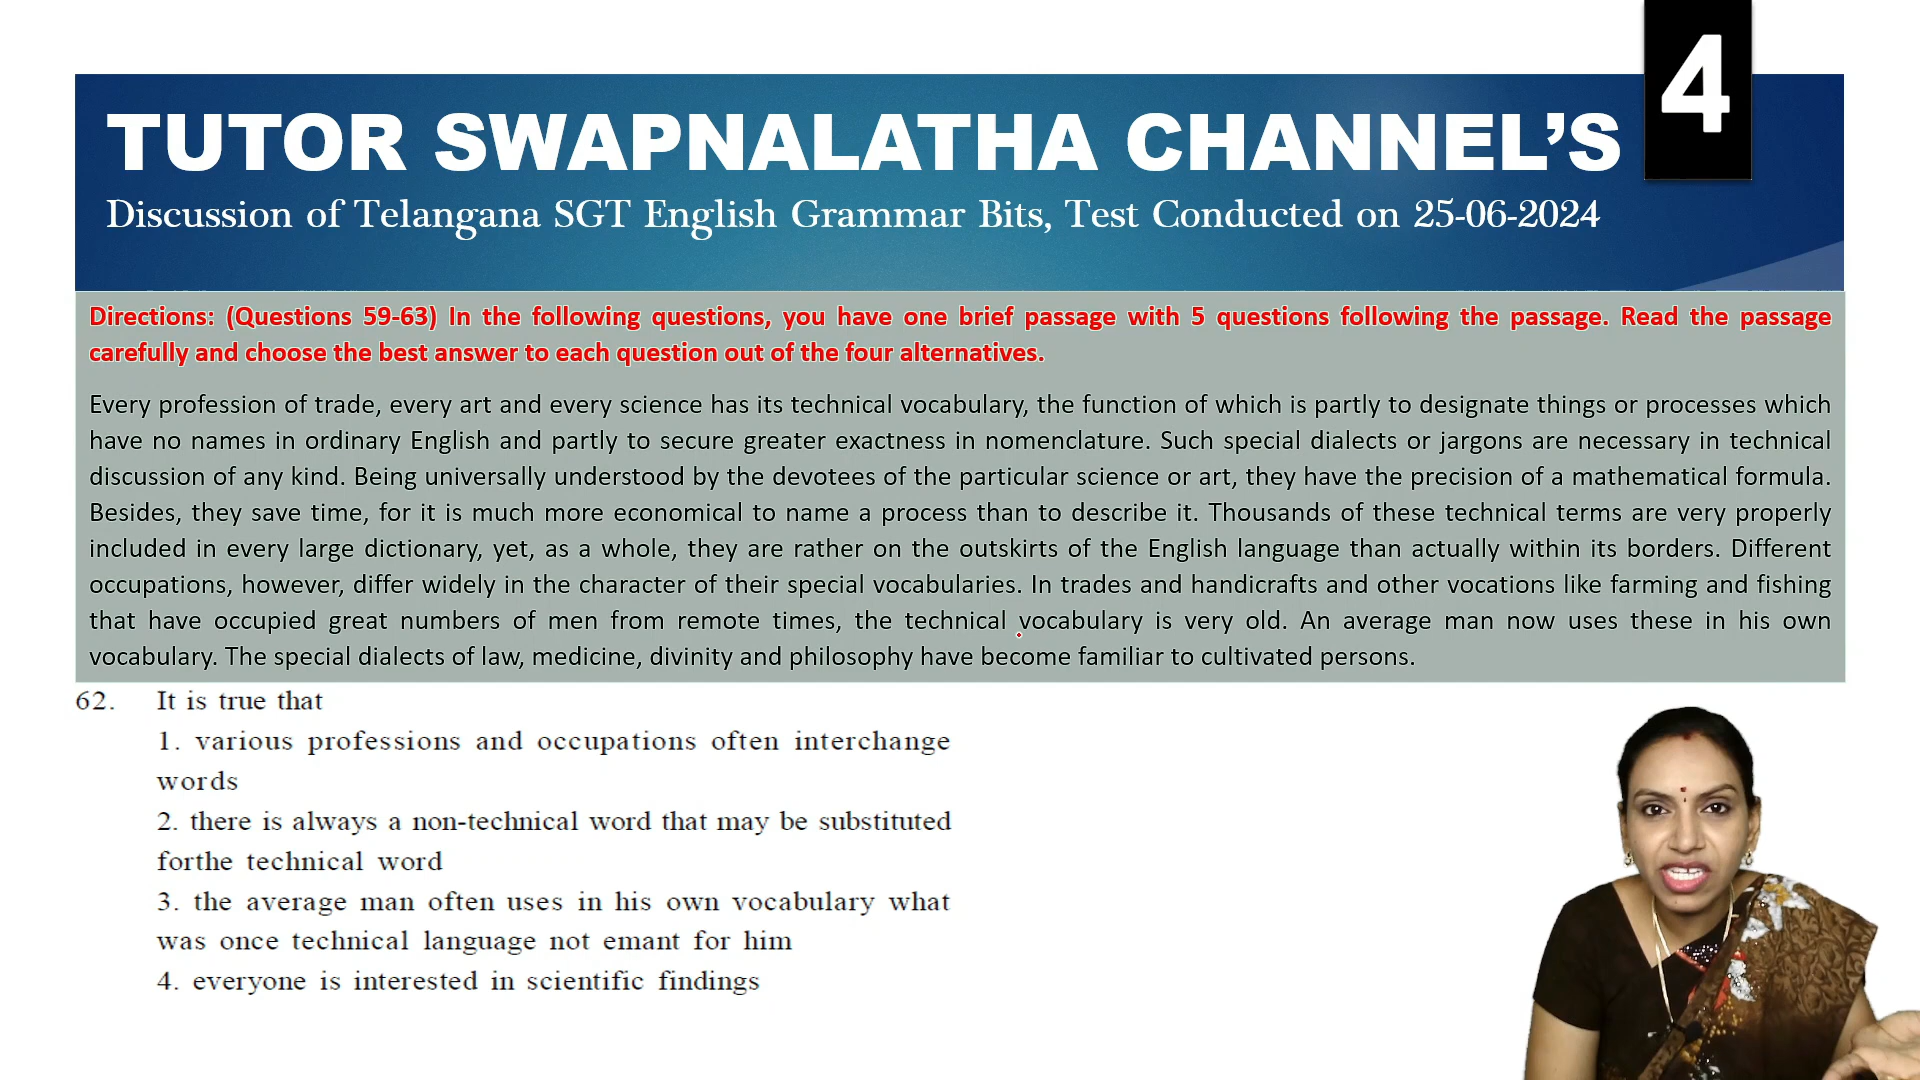 4
TUTOR SWAPNALATHA CHANNEL’S
Discussion of Telangana SGT English Grammar Bits, Test Conducted on 25-06-2024
Directions: (Questions 59-63) In the following questions, you have one brief passage with 5 questions following the passage. Read the passage
carefully and choose the best answer to each question out of the four alternatives.
Every profession of trade, every art and every science has its technical vocabulary, the function of which is partly to designate things or processes which
have no names in ordinary English and partly to secure greater exactness in nomenclature. Such special dialects or jargons are necessary in technical
discussion of any kind. Being universally understood by the devotees of the particular science or art, they have the precision of a mathematical formula.
Besides, they save time, for it is much more economical to name a process than to describe it. Thousands of these technical terms are very properly
included in every large dictionary, yet, as a whole, they are rather on the outskirts of the English language than actually within its borders. Different
occupations, however, differ widely in the character of their special vocabularies. In trades and handicrafts and other vocations like farming and fishing
that have occupied great numbers of men from remote times, the technical vocabulary is very old. An average man now uses these in his own
vocabulary. The special dialects of law, medicine, divinity and philosophy have become familiar to cultivated persons.
62. It is true that
1. various professions and occupations often interchange
words
2. there is always a non-technical word that may be substituted
forthe technical word
3. the average man often uses in his own vocabulary what
was once technical language not emant for him
4. everyone is interested in scientific findings